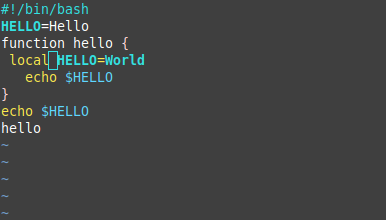 #!/bin/bash
HELLO=Hello
function hello {
 local HELLO=World
   echo $HELLO
}
echo $HELLO
hello
~
~
~
~
~